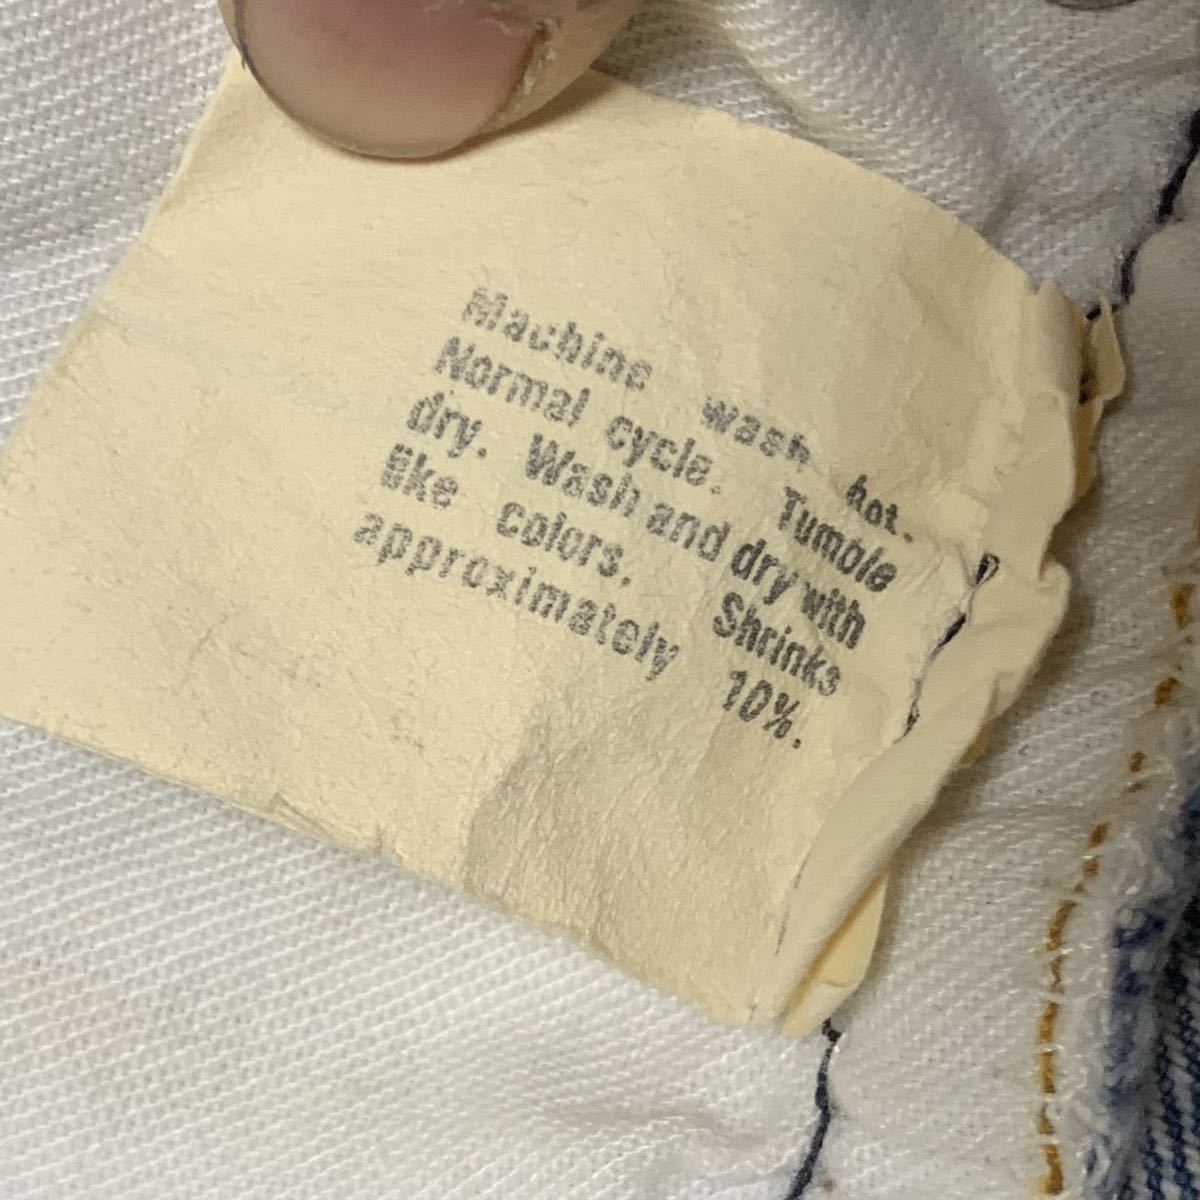 Machine wash hot.
Normal cycle. Tumble
dry. Wash and dry with
like colors. Shrinks
approximately 10%.